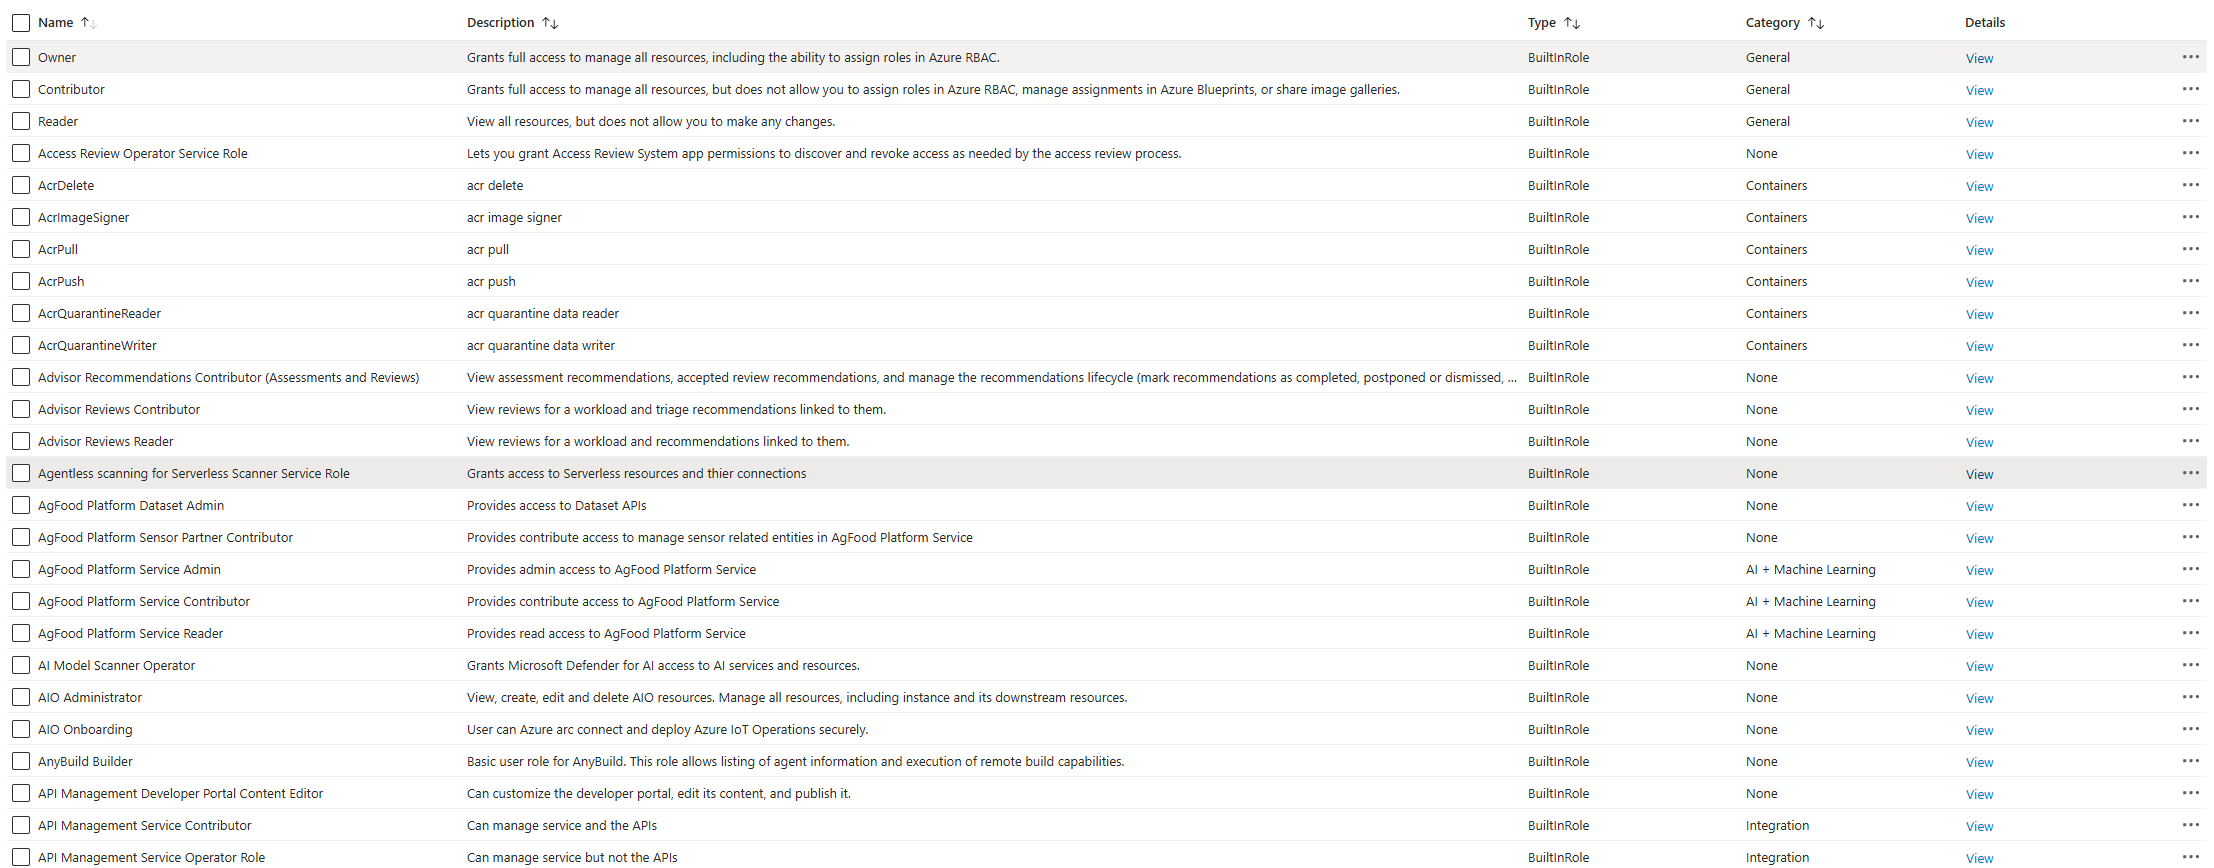 Name Description Type Category Details
Owner Grants full access to manage all resources, including the ability to assign roles in Azure RBAC. BuiltInRole General View
Contributor Grants full access to manage all resources, but does not allow you to assign roles in Azure RBAC, manage assignments in Azure Blueprints, or share image galleries. BuiltInRole General View
Reader View all resources, but does not allow you to make any changes. BuiltInRole General View
Access Review Operator Service Role Lets you grant Access Review System app permissions to discover and revoke access as needed by the access review process. BuiltInRole None View
AcrDelete acr delete BuiltInRole Containers View
AcrImageSigner acr image signer BuiltInRole Containers View
AcrPull acr pull BuiltInRole Containers View
AcrPush acr push BuiltInRole Containers View
AcrQuarantineReader acr quarantine data reader BuiltInRole Containers View
AcrQuarantineWriter acr quarantine data writer BuiltInRole Containers View
Advisor Recommendations Contributor (Assessments and Reviews) View assessment recommendations, accepted review recommendations, and manage the recommendations lifecycle (mark recommendations as completed, postponed or dismissed, ... BuiltInRole None View
Advisor Reviews Contributor View reviews for a workload and triage recommendations linked to them. BuiltInRole None View
Advisor Reviews Reader View reviews for a workload and recommendations linked to them. BuiltInRole None View
Agentless scanning for Serverless Scanner Service Role Grants access to Serverless resources and thier connections BuiltInRole None View
AgFood Platform Dataset Admin Provides access to Dataset APIs BuiltInRole None View
AgFood Platform Sensor Partner Contributor Provides contribute access to manage sensor related entities in AgFood Platform Service BuiltInRole None View
AgFood Platform Service Admin Provides admin access to AgFood Platform Service BuiltInRole AI + Machine Learning View
AgFood Platform Service Contributor Provides contribute access to AgFood Platform Service BuiltInRole AI + Machine Learning View
AgFood Platform Service Reader Provides read access to AgFood Platform Service BuiltInRole AI + Machine Learning View
AI Model Scanner Operator Grants Microsoft Defender for AI access to AI services and resources. BuiltInRole None View
AIO Administrator View, create, edit and delete AIO resources. Manage all resources, including instance and its downstream resources. BuiltInRole None View
AIO Onboarding User can Azure arc connect and deploy Azure IoT Operations securely. BuiltInRole None View
AnyBuild Builder Basic user role for AnyBuild. This role allows listing of agent information and execution of remote build capabilities. BuiltInRole None View
API Management Developer Portal Content Editor Can customize the developer portal, edit its content, and publish it. BuiltInRole None View
API Management Service Contributor Can manage service and the APIs BuiltInRole Integration View
API Management Service Operator Role Can manage service but not the APIs BuiltInRole Integration View